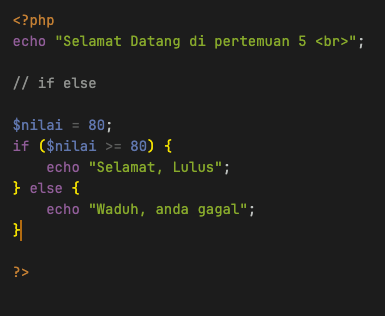 <?php
echo "Selamat Datang di pertemuan 5 <br>";
// if else
$nilai = 80;
if ($nilai >= 80) {
    echo "Selamat, Lulus";
} else {
    echo "Waduh, anda gagal";
}
?>